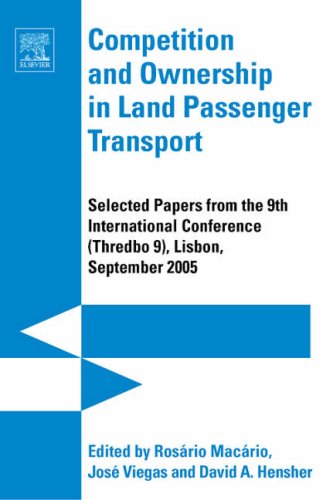 ELSEVIER
Competition
and Ownership
in Land Passenger
Transport
Selected Papers from the 9th
International Conference
(Thredbo 9), Lisbon,
September 2005
Edited by Rosário Macário,
José Viegas and David A. Hensher